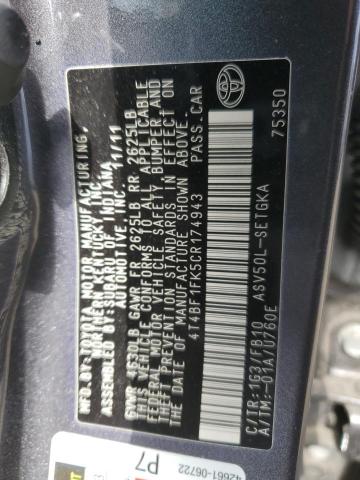 MFD.BY:TOYOTA MOTOR MANUFACTURING,
NORTHERN KENTUCKY, INC.
ASSEMBLED BY:SUBARU OF INDIANA
AUTOMOTIVE, INC. 11/11
GVWR 4630LB GAWR FR 2625LB RR 2625LB
THIS VEHICLE CONFORMS TO ALL APPLICABLE
FEDERAL MOTOR VEHICLE SAFETY, BUMPER, AND
THEFT PREVENTION STANDARDS IN EFFECT ON
THE DATE OF MANUFACTURE SHOWN ABOVE.
4T4BF1FK5CR174943 PASS.CAR
C/TR: 1G3/FB10
A/TM: -01A/U760E ASV50L-SETGKA
75350
42661-06722
P7